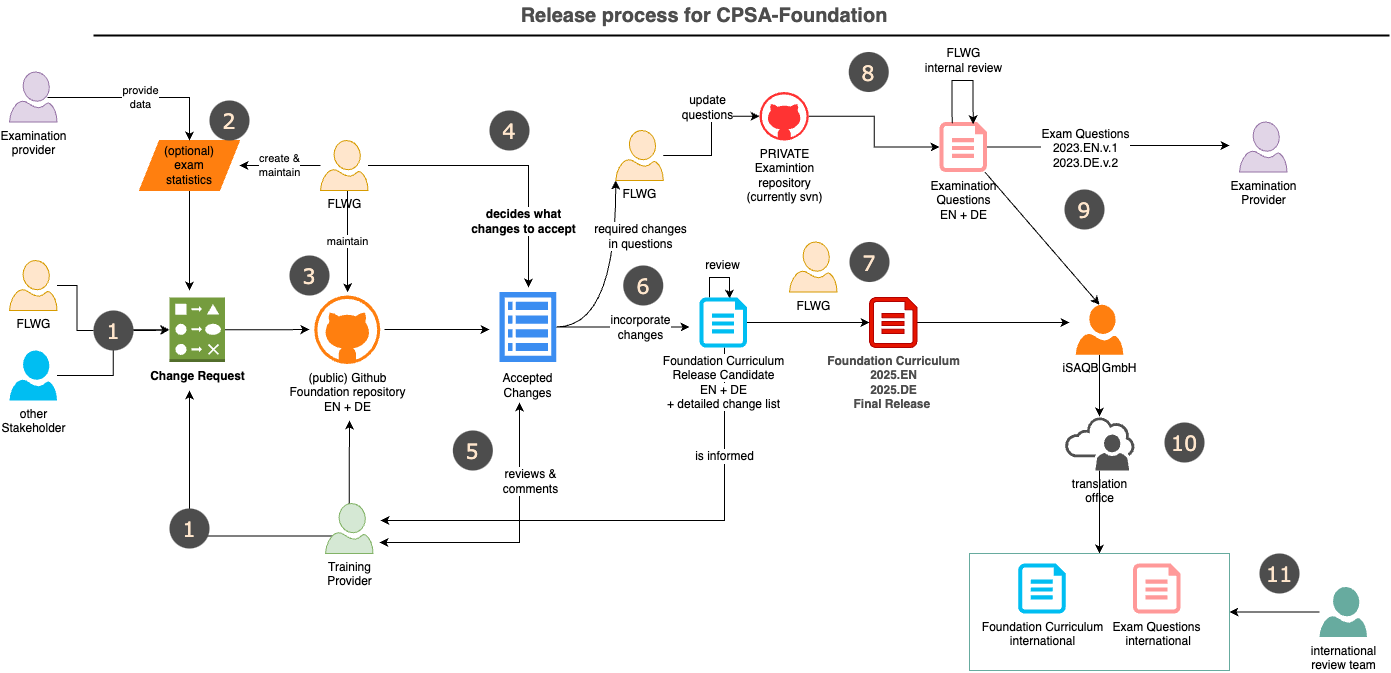 Release process for CPSA-Foundation
Examination
provider
provide
data
2
(optional)
exam
statistics
create &
maintain
FLWG
maintain
4
decides what
changes to accept
FLWG
required changes
in questions
update
questions
PRIVATE
Examintion
repository
(currently svn)
8
FLWG
internal review
Examination
Questions
EN + DE
Exam Questions
2023.EN.v.1
2023.DE.v.2
Examination
Provider
9
FLWG
other
Stakeholder
1
Change Request
3
(public) Github
Foundation repository
EN + DE
Accepted
Changes
6
incorporate
changes
review
Foundation Curriculum
Release Candidate
EN + DE
+ detailed change list
FLWG
7
Foundation Curriculum
2025.EN
2025.DE
Final Release
iSAQB GmbH
10
translation
office
5
reviews &
comments
is informed
1
Training
Provider
Foundation Curriculum
international
Exam Questions
international
11
international
review team